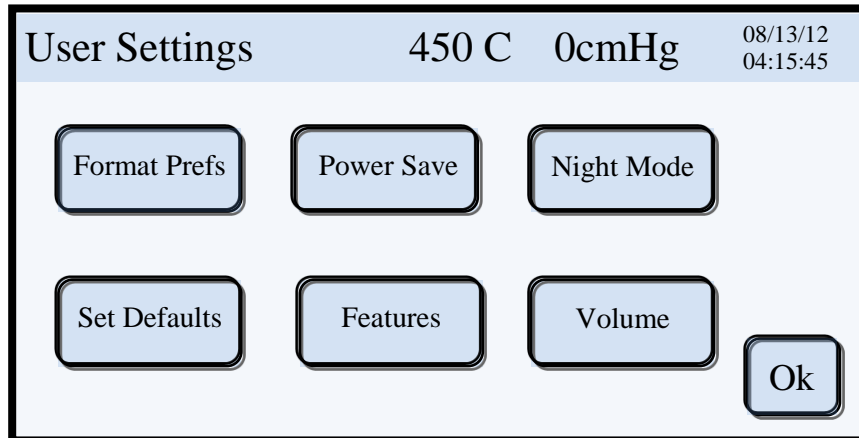 User Settings 450 C 0cmHg 08/13/12
04:15:45
Format Prefs Power Save Night Mode
Set Defaults Features Volume
Ok